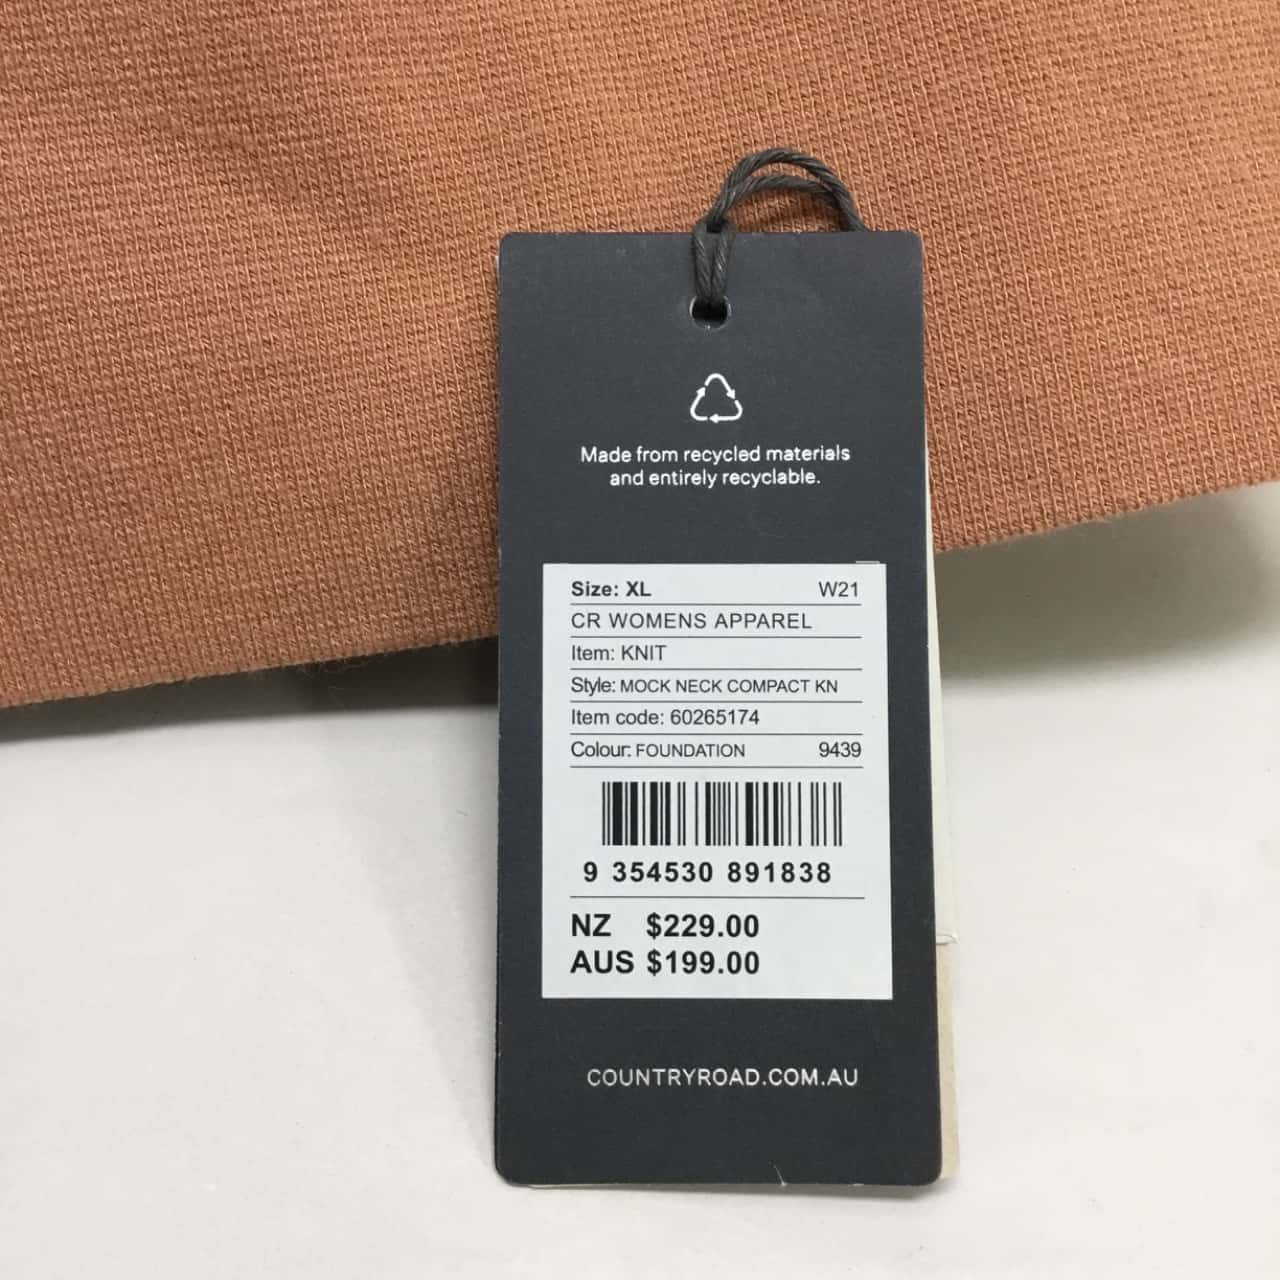 Made from recycled materials
and entirely recyclable.
Size: XL W21
CR WOMENS APPAREL
Item: KNIT
Style: MOCK NECK COMPACT KN
Item code: 60265174
Colour: FOUNDATION 9439
9 354530 891838
NZ $229.00
AUS $199.00
COUNTRYROAD.COM.AU